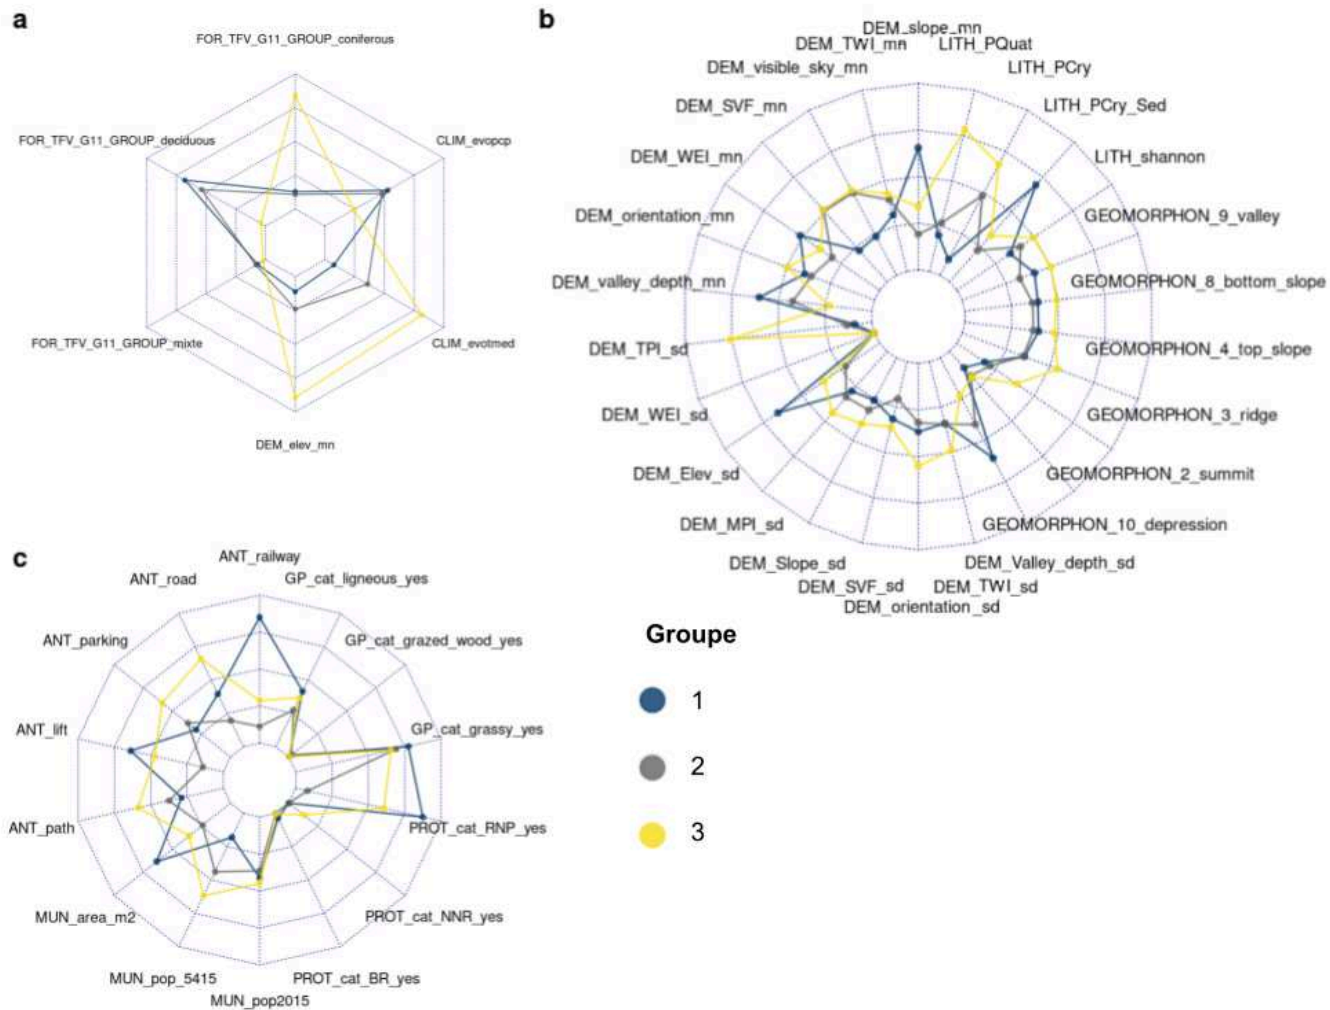 a
FOR_TFV_G11_GROUP_coniferous
FOR_TFV_G11_GROUP_deciduous
CLIM_evopcp
FOR_TFV_G11_GROUP_mixte
CLIM_evotmed
DEM_elev_mn
b
DEM_slope_mn
DEM_TWI_mn
LITH_PQuat
DEM_visible_sky_mn
LITH_PCry
DEM_SVF_mn
LITH_PCry_Sed
DEM_WEI_mn
LITH_shannon
DEM_orientation_mn
GEOMORPHON_9_valley
DEM_valley_depth_mn
GEOMORPHON_8_bottom_slope
DEM_TPI_sd
GEOMORPHON_4_top_slope
DEM_WEI_sd
GEOMORPHON_3_ridge
DEM_Elev_sd
GEOMORPHON_2_summit
DEM_MPI_sd
GEOMORPHON_10_depression
DEM_Slope_sd
DEM_Valley_depth_sd
DEM_SVF_sd
DEM_TWI_sd
DEM_orientation_sd
c
ANT_railway
ANT_road
GP_cat_ligneous_yes
ANT_parking
GP_cat_grazed_wood_yes
ANT_lift
GP_cat_grassy_yes
ANT_path
PROT_cat_RNP_yes
MUN_area_m2
PROT_cat_NNR_yes
MUN_pop_5415
PROT_cat_BR_yes
MUN_pop2015
Groupe
1
2
3